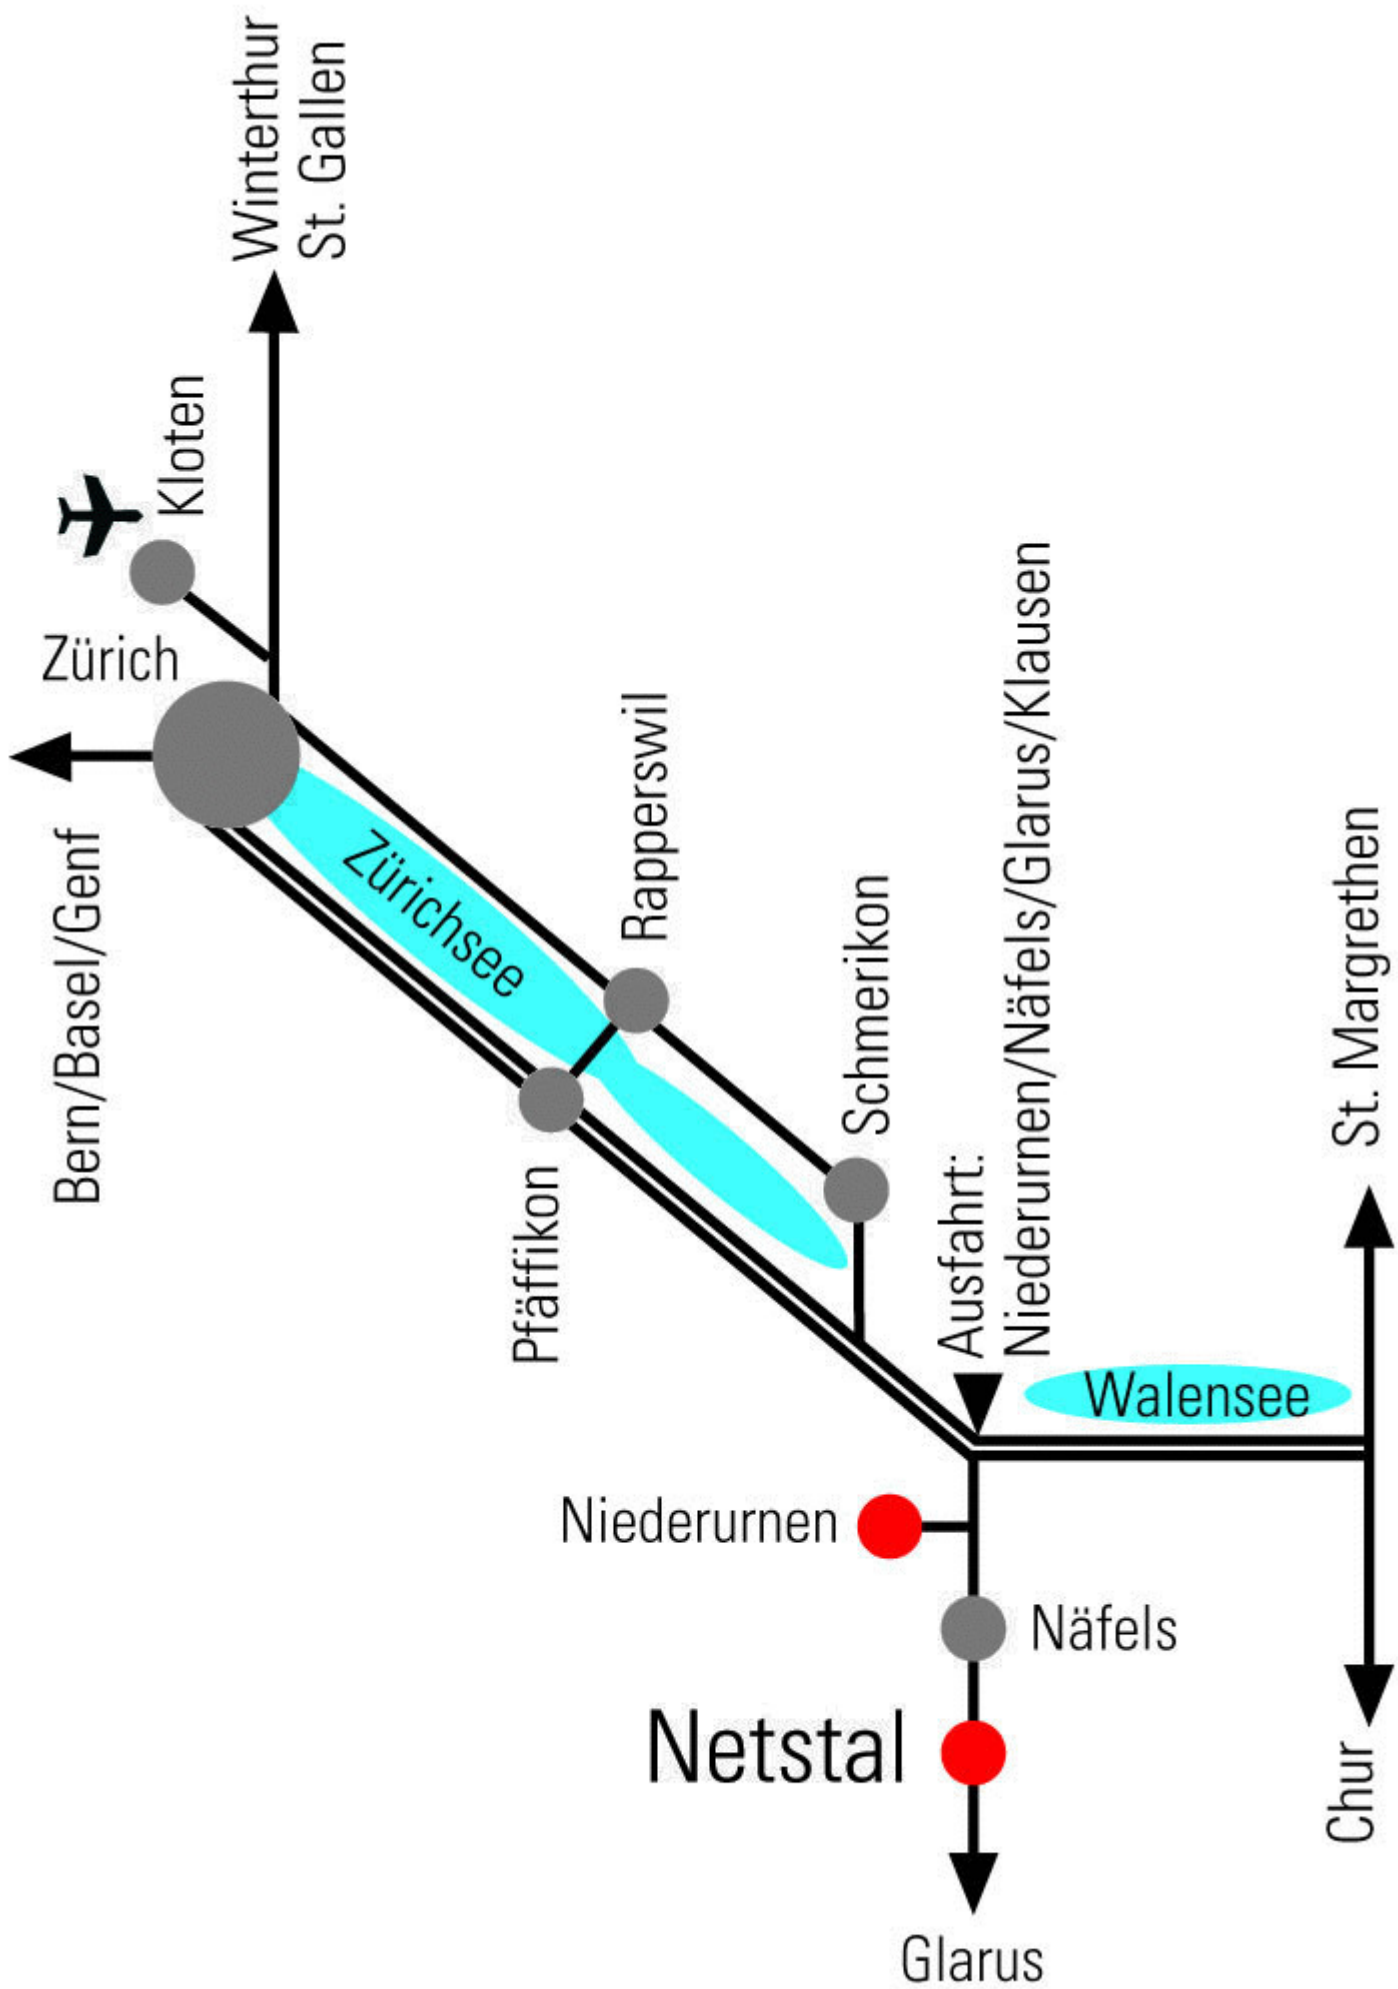 Winterthur
St. Gallen
Kloten
Zürich
Bern/Basel/Genf
Zürichsee
Rapperswil
Pfäffikon
Schmerikon
Ausfahrt:
Niederurnen/Näfels/Glarus/Klausen
St. Margrethen
Walensee
Niederurnen
Näfels
Netstal
Chur
Glarus